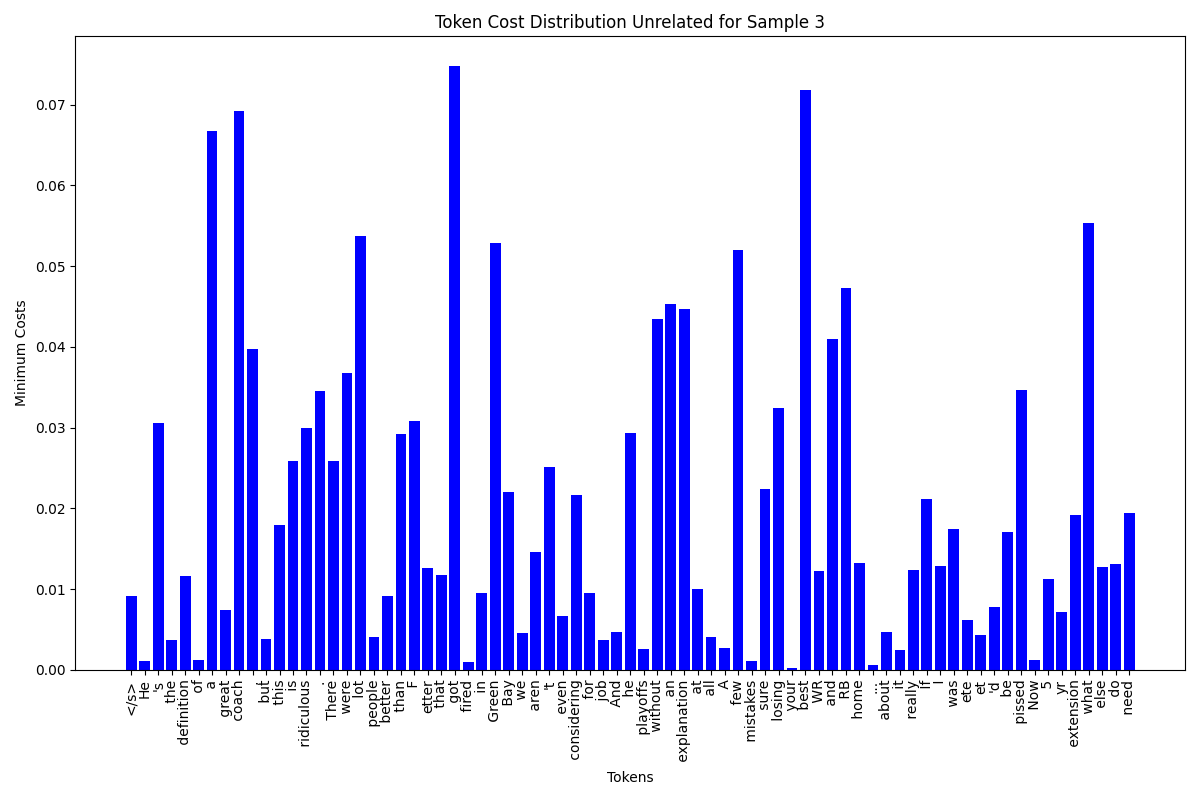 Token Cost Distribution Unrelated for Sample 3
Minimum Costs
0.07
0.06
0.05
0.04
0.03
0.02
0.01
0.00
</s>
He
's
the
definition
of
a
great
coach
but
this
is
ridiculous
.
There
were
lot
people
better
than
F
etter
that
got
fired
in
Green
Bay
we
aren
't
even
considering
for
job
And
he
playoffs
without
an
explanation
at
all
A
few
mistakes
sure
losing
your
best
WR
and
RB
home
...
about
it
really
If
I
was
ete
et
'd
be
pissed
Now
5
yr
extension
what
else
do
need
Tokens